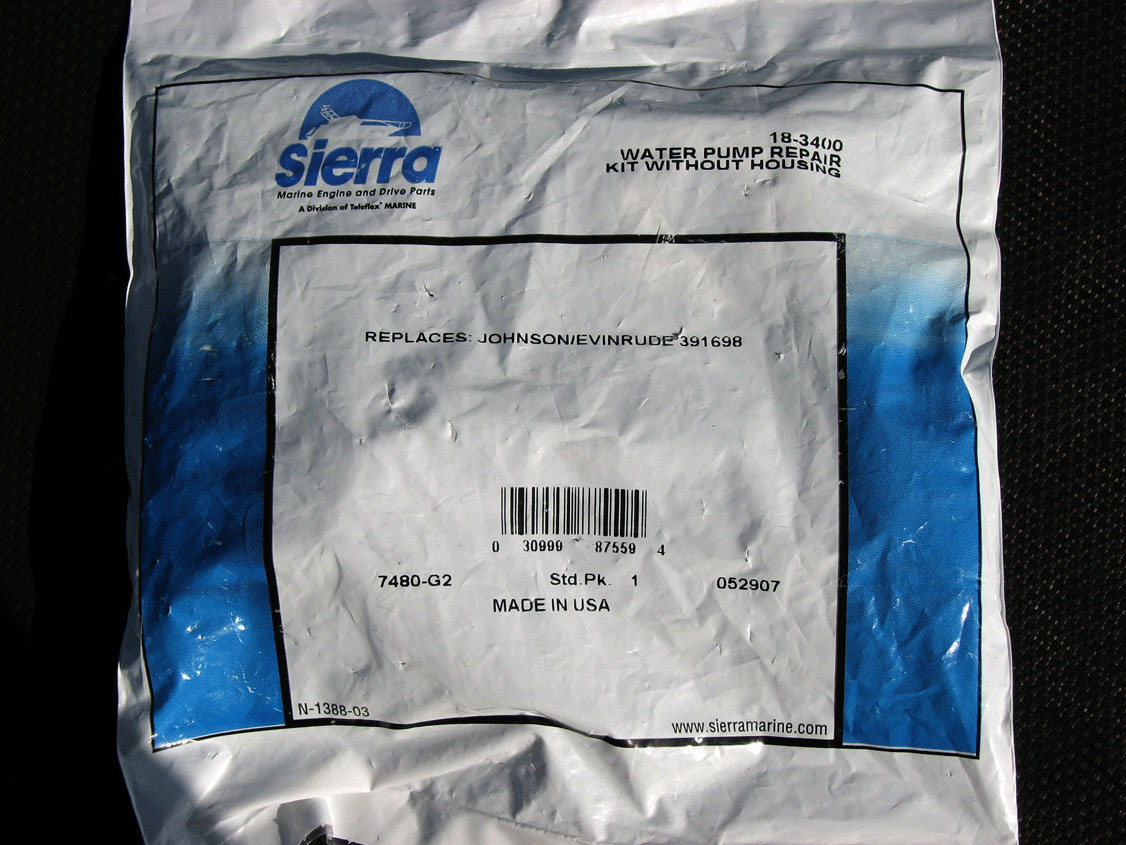 sierra
Marine Engine and Drive Parts
A Division of Teleflex® MARINE
18-3400
WATER PUMP REPAIR
KIT WITHOUT HOUSING
REPLACES: JOHNSON/EVINRUDE 391698
0 30999 87559 4
7480-G2 Std.Pk. 1 052907
MADE IN USA
N-1388-03
www.sierramarine.com